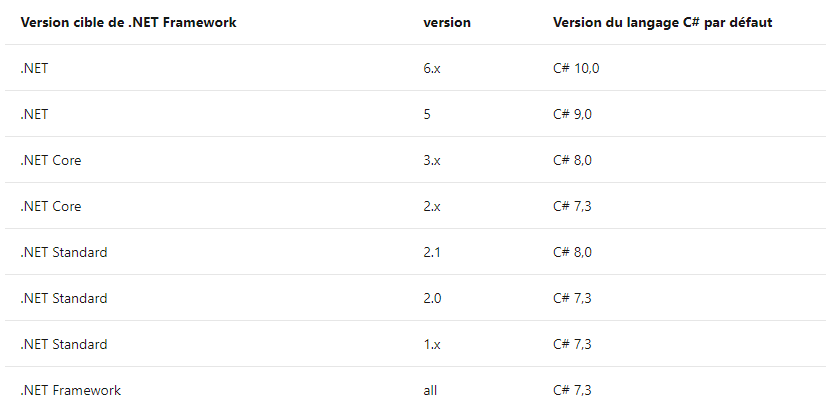 Version cible de .NET Framework version Version du langage C# par défaut
.NET 6.x C# 10,0
.NET 5 C# 9,0
.NET Core 3.x C# 8,0
.NET Core 2.x C# 7,3
.NET Standard 2.1 C# 8,0
.NET Standard 2.0 C# 7,3
.NET Standard 1.x C# 7,3
.NET Framework all C# 7,3